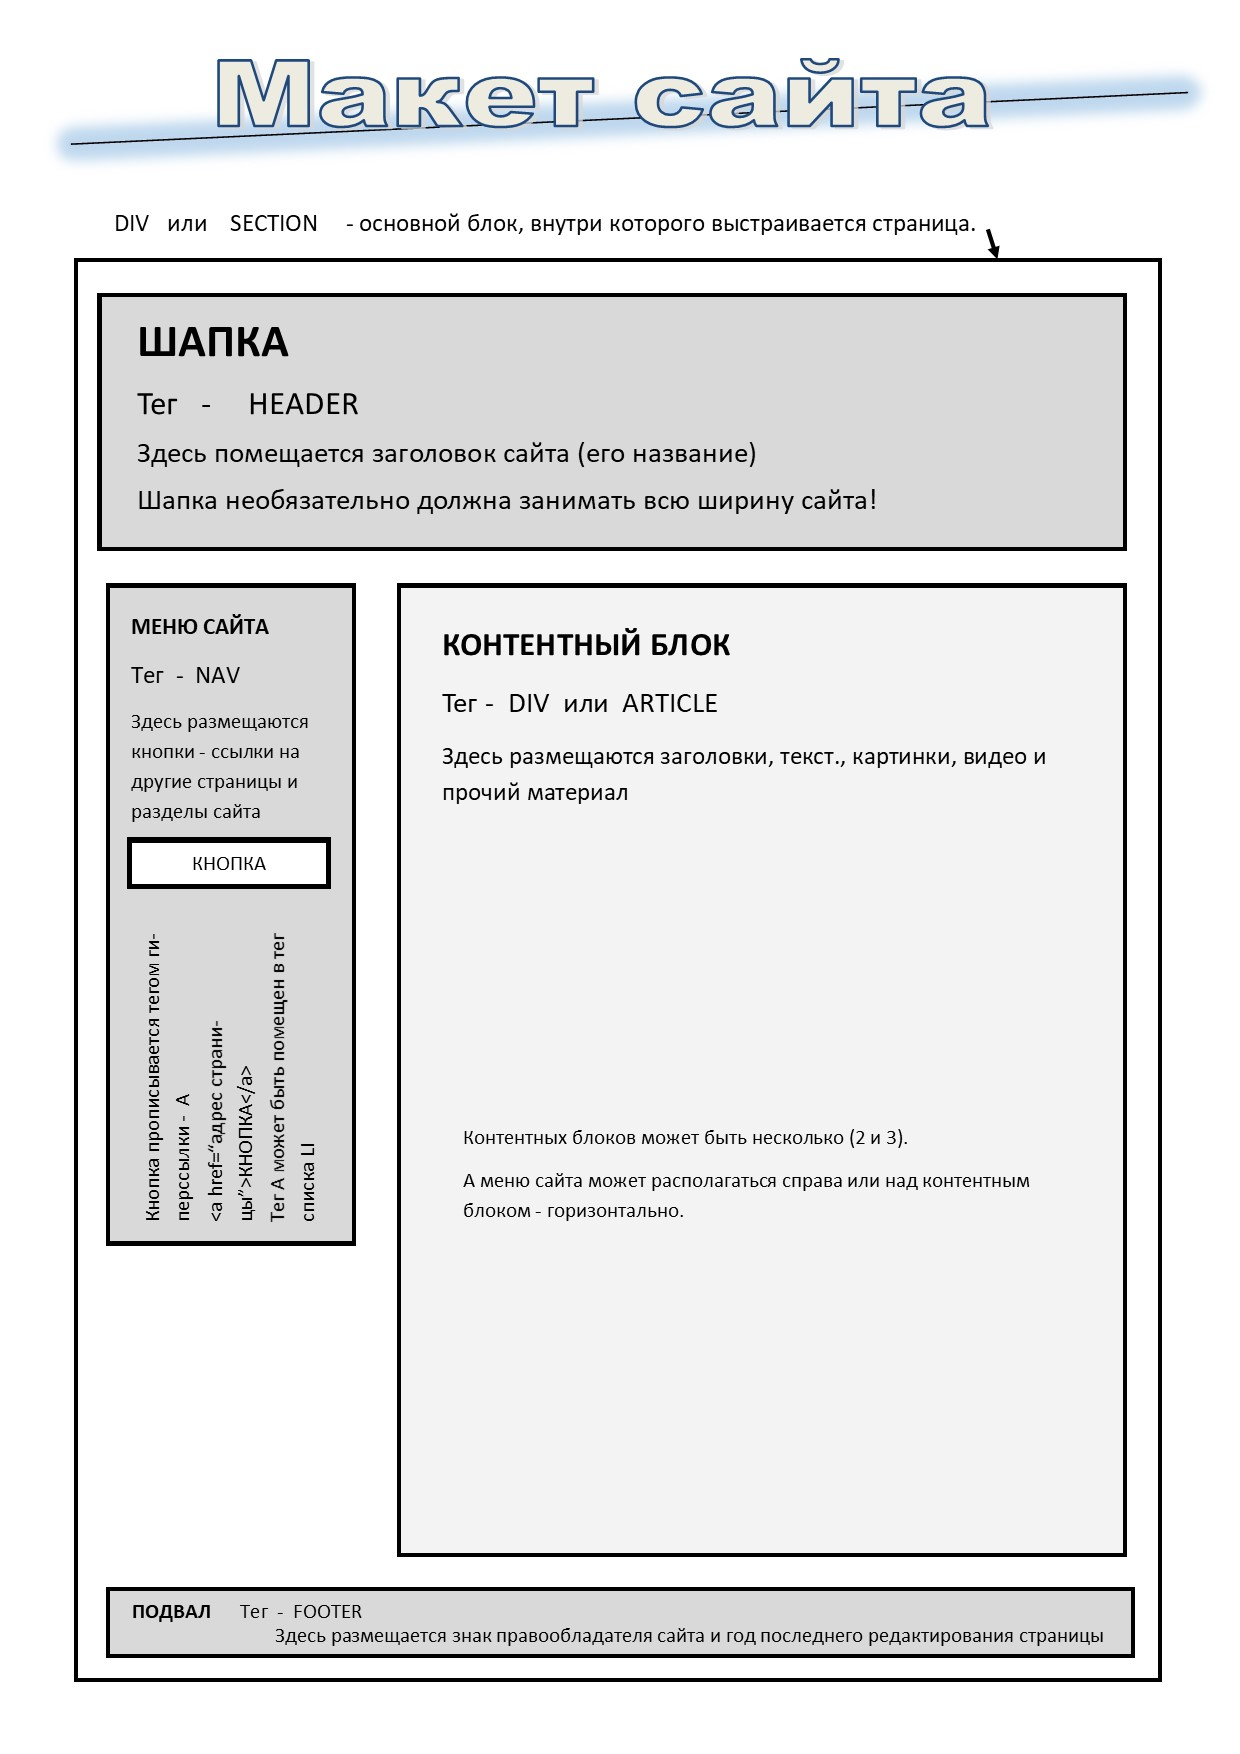 Макет сайта
DIV или SECTION - основной блок, внутри которого выстраивается страница.
ШАПКА
Тег - HEADER
Здесь помещается заголовок сайта (его название)
Шапка необязательно должна занимать всю ширину сайта!
МЕНЮ САЙТА
Тег - NAV
Здесь размещаются
кнопки - ссылки на
другие страницы и
разделы сайта
КНОПКА
Кнопка прописывается тегом ги-
перссылки - А
<a href=“адрес страни-
цы”>КНОПКА</a>
Тег А может быть помещен в тег
списка LI
КОНТЕНТНЫЙ БЛОК
Тег - DIV или ARTICLE
Здесь размещаются заголовки, текст., картинки, видео и
прочий материал
Контентных блоков может быть несколько (2 и 3).
А меню сайта может располагаться справа или над контентным
блоком - горизонтально.
ПОДВАЛ Тег - FOOTER
Здесь размещается знак правообладателя сайта и год последнего редактирования страницы